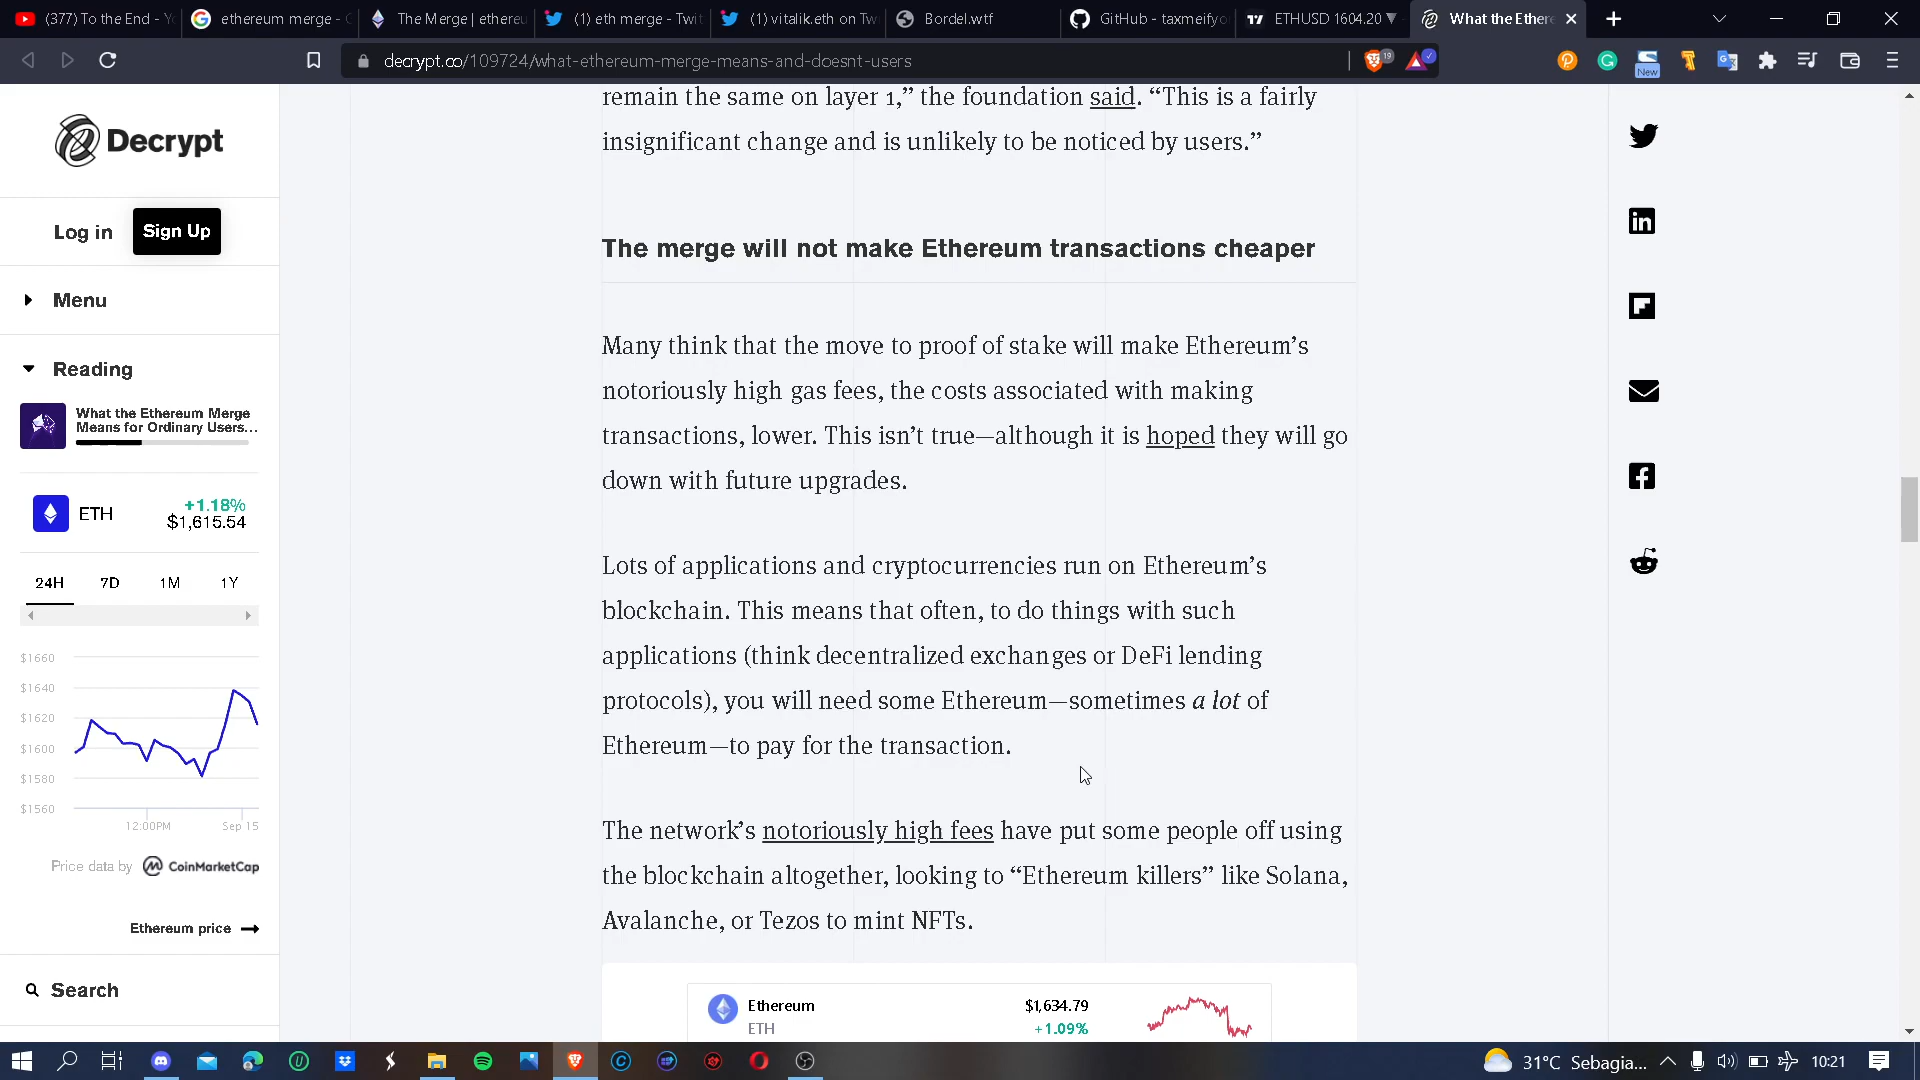 (377) To the End - Yo
ethereum merge - G
The Merge | ethereu
(1) eth merge - Twit
(1) vitalik.eth on Tw
Bordel.wtf
GitHub - taxmeifyo
ETHUSD 1604.20 ▼
What the Ethere
decrypt.co/109724/what-ethereum-merge-means-and-doesnt-users
19
New
Decrypt
Log in
Sign Up
Menu
Reading
What the Ethereum Merge
Means for Ordinary Users...
ETH
+1.18%
$1,615.54
24H 7D 1M 1Y
$1660
$1640
$1620
$1600
$1580
$1560
12:00PM Sep 15
Price data by CoinMarketCap
Ethereum price
Search
remain the same on layer 1,” the foundation said. “This is a fairly
insignificant change and is unlikely to be noticed by users.”
The merge will not make Ethereum transactions cheaper
Many think that the move to proof of stake will make Ethereum’s
notoriously high gas fees, the costs associated with making
transactions, lower. This isn’t true—although it is hoped they will go
down with future upgrades.
Lots of applications and cryptocurrencies run on Ethereum’s
blockchain. This means that often, to do things with such
applications (think decentralized exchanges or DeFi lending
protocols), you will need some Ethereum—sometimes a lot of
Ethereum—to pay for the transaction.
The network’s notoriously high fees have put some people off using
the blockchain altogether, looking to “Ethereum killers” like Solana,
Avalanche, or Tezos to mint NFTs.
Ethereum
ETH
$1,634.79
+1.09%
31°C Sebagia...
10:21